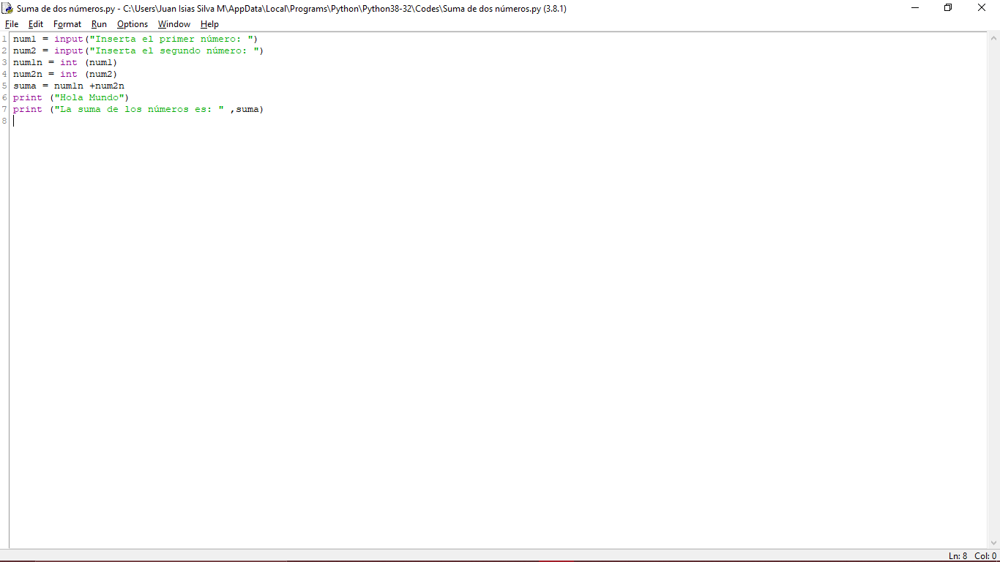 Suma de dos números.py - C:\Users\Juan Isias Silva M\AppData\Local\Programs\Python\Python38-32\Codes\Suma de dos números.py (3.8.1)
File Edit Format Run Options Window Help
1 num1 = input("Inserta el primer número: ")
2 num2 = input("Inserta el segundo número: ")
3 num1n = int (num1)
4 num2n = int (num2)
5 suma = num1n +num2n
6 print ("Hola Mundo")
7 print ("La suma de los números es: " ,suma)
8
Ln: 8 Col: 0